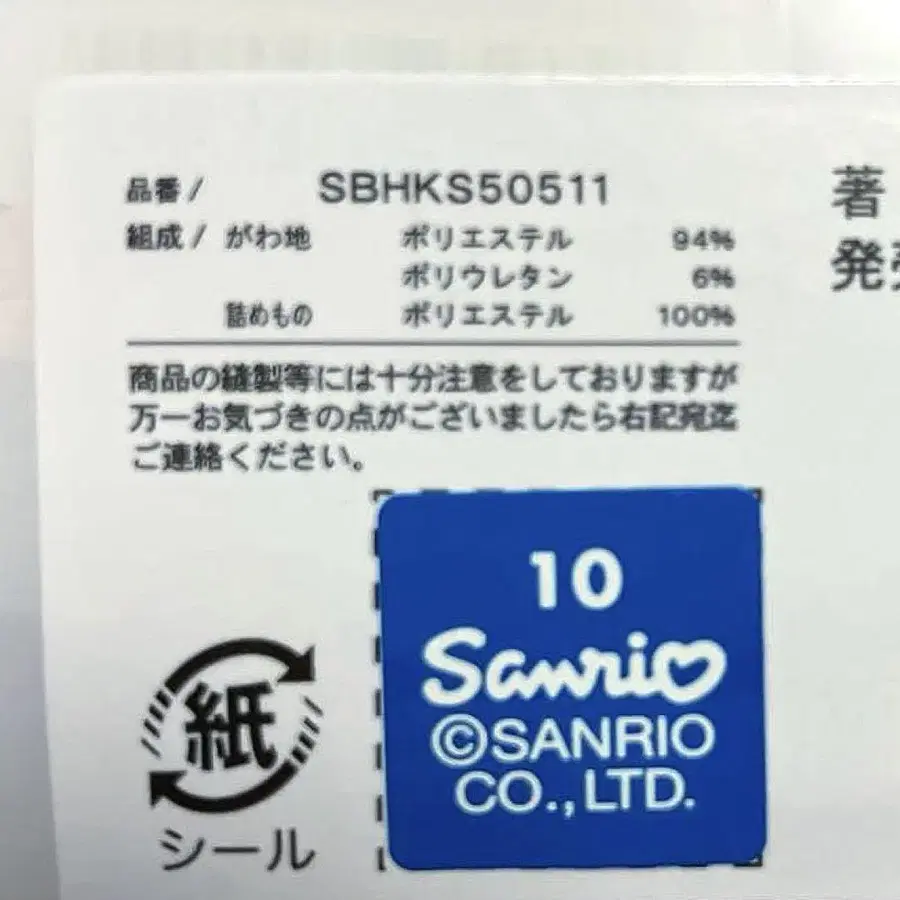 品番/ SBHKS50511
組成/ がわ地 ポリエステル 94%
ポリウレタン 6%
詰めもの ポリエステル 100%
商品の縫製等には十分注意をしておりますが
万一お気づきの点がございましたら右記宛迄
ご連絡ください。
著
発売
10
Sanrio
©SANRIO
CO., LTD.
紙
シール